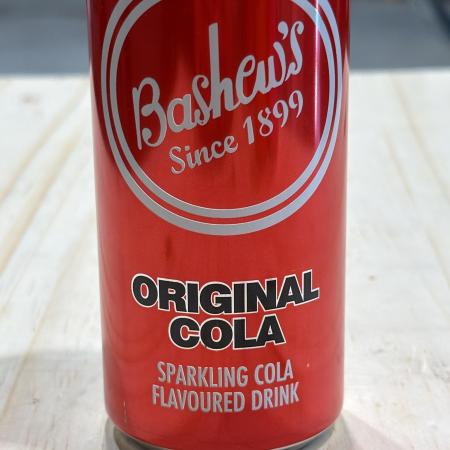 Bashew's
Since 1899
ORIGINAL
COLA
SPARKLING COLA
FLAVOURED DRINK